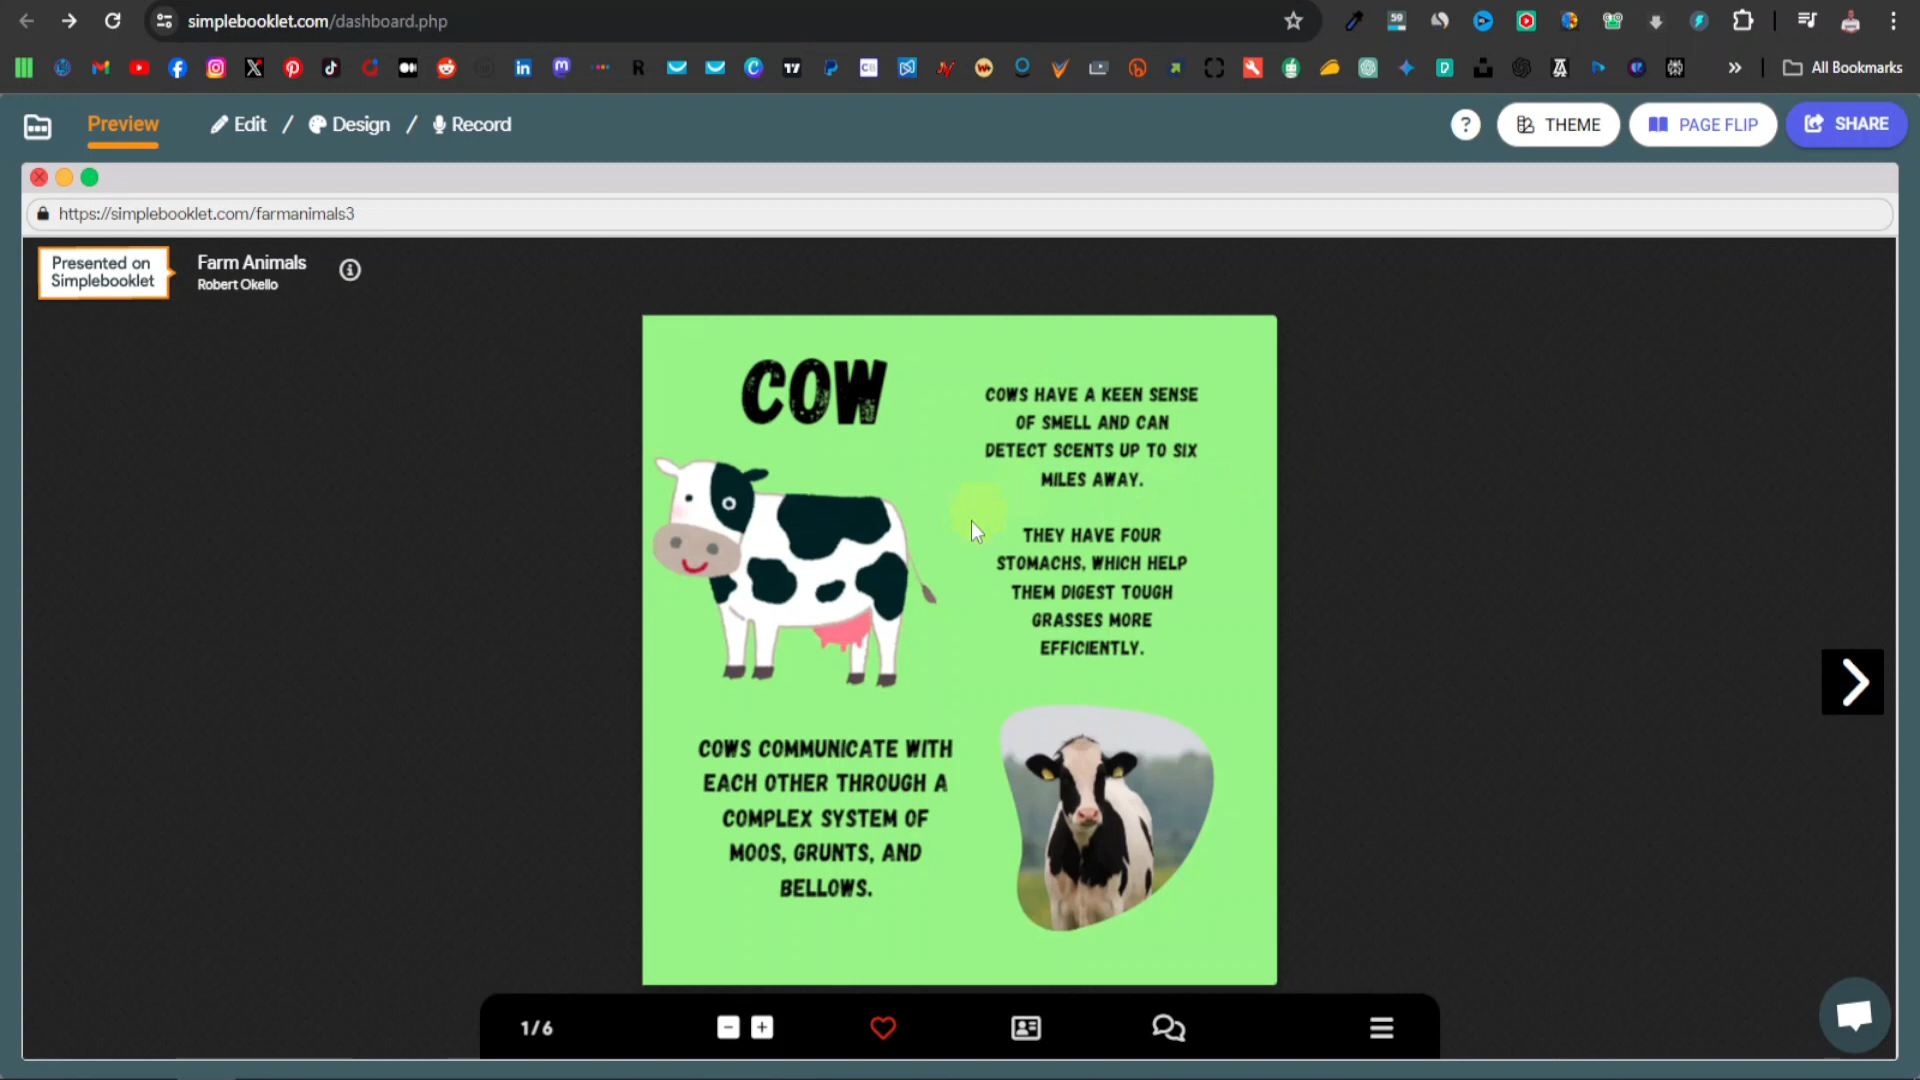 simplebooklet.com/dashboard.php
59
All Bookmarks
Preview
Edit / Design / Record
? THEME PAGE FLIP SHARE
https://simplebooklet.com/farmanimals3
Presented on
Simplebooklet
Farm Animals
Robert Okello
COW
COWS HAVE A KEEN SENSE
OF SMELL AND CAN
DETECT SCENTS UP TO SIX
MILES AWAY.
THEY HAVE FOUR
STOMACHS, WHICH HELP
THEM DIGEST TOUGH
GRASSES MORE
EFFICIENTLY.
COWS COMMUNICATE WITH
EACH OTHER THROUGH A
COMPLEX SYSTEM OF
MOOS, GRUNTS, AND
BELLOWS.
1/6